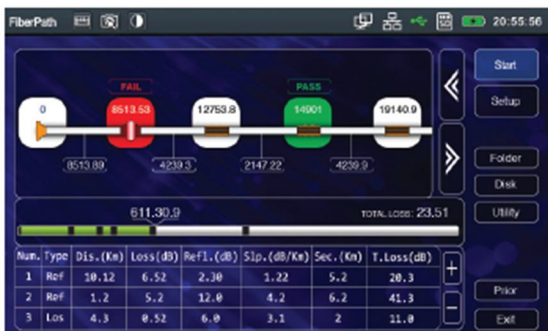 FiberPath
20:55:56
Start
Setup
Folder
Disk
Utility
Prior
Exit
FAIL
PASS
0
8513.53
12753.8
14901
19140.9
8513.89
4239.3
2147.22
4239.9
611.30.9
TOTAL LOSS: 23.51
Num. Type Dis.(Km) Loss(dB) Refl.(dB) Slp.(dB/Km) Sec.(Km) T.Loss(dB)
1 Ref 10.12 6.52 2.30 1.22 5.2 20.3
2 Ref 1.2 5.2 12.0 4.2 6.2 41.3
3 Los 4.3 0.52 6.0 3.1 2 11.0
+
−